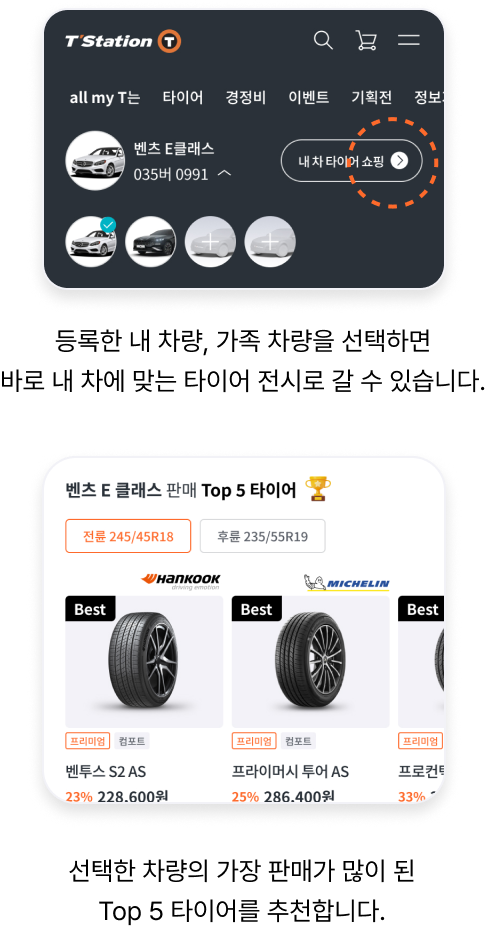 T'Station T
all my T는 타이어 경정비 이벤트 기획전 정보
벤츠 E클래스
035버 0991
내 차 타이어 쇼핑
등록한 내 차량, 가족 차량을 선택하면
바로 내 차에 맞는 타이어 전시로 갈 수 있습니다.
벤츠 E 클래스 판매 Top 5 타이어
전륜 245/45R18 후륜 235/55R19
HANKOOK MICHELIN
driving emotion
Best Best Best
프리미엄 컴포트 프리미엄 컴포트 프리미엄
벤투스 S2 AS 프라이머시 투어 AS 프로컨택
23% 228,600원 25% 286,400원 33%
선택한 차량의 가장 판매가 많이 된
Top 5 타이어를 추천합니다.